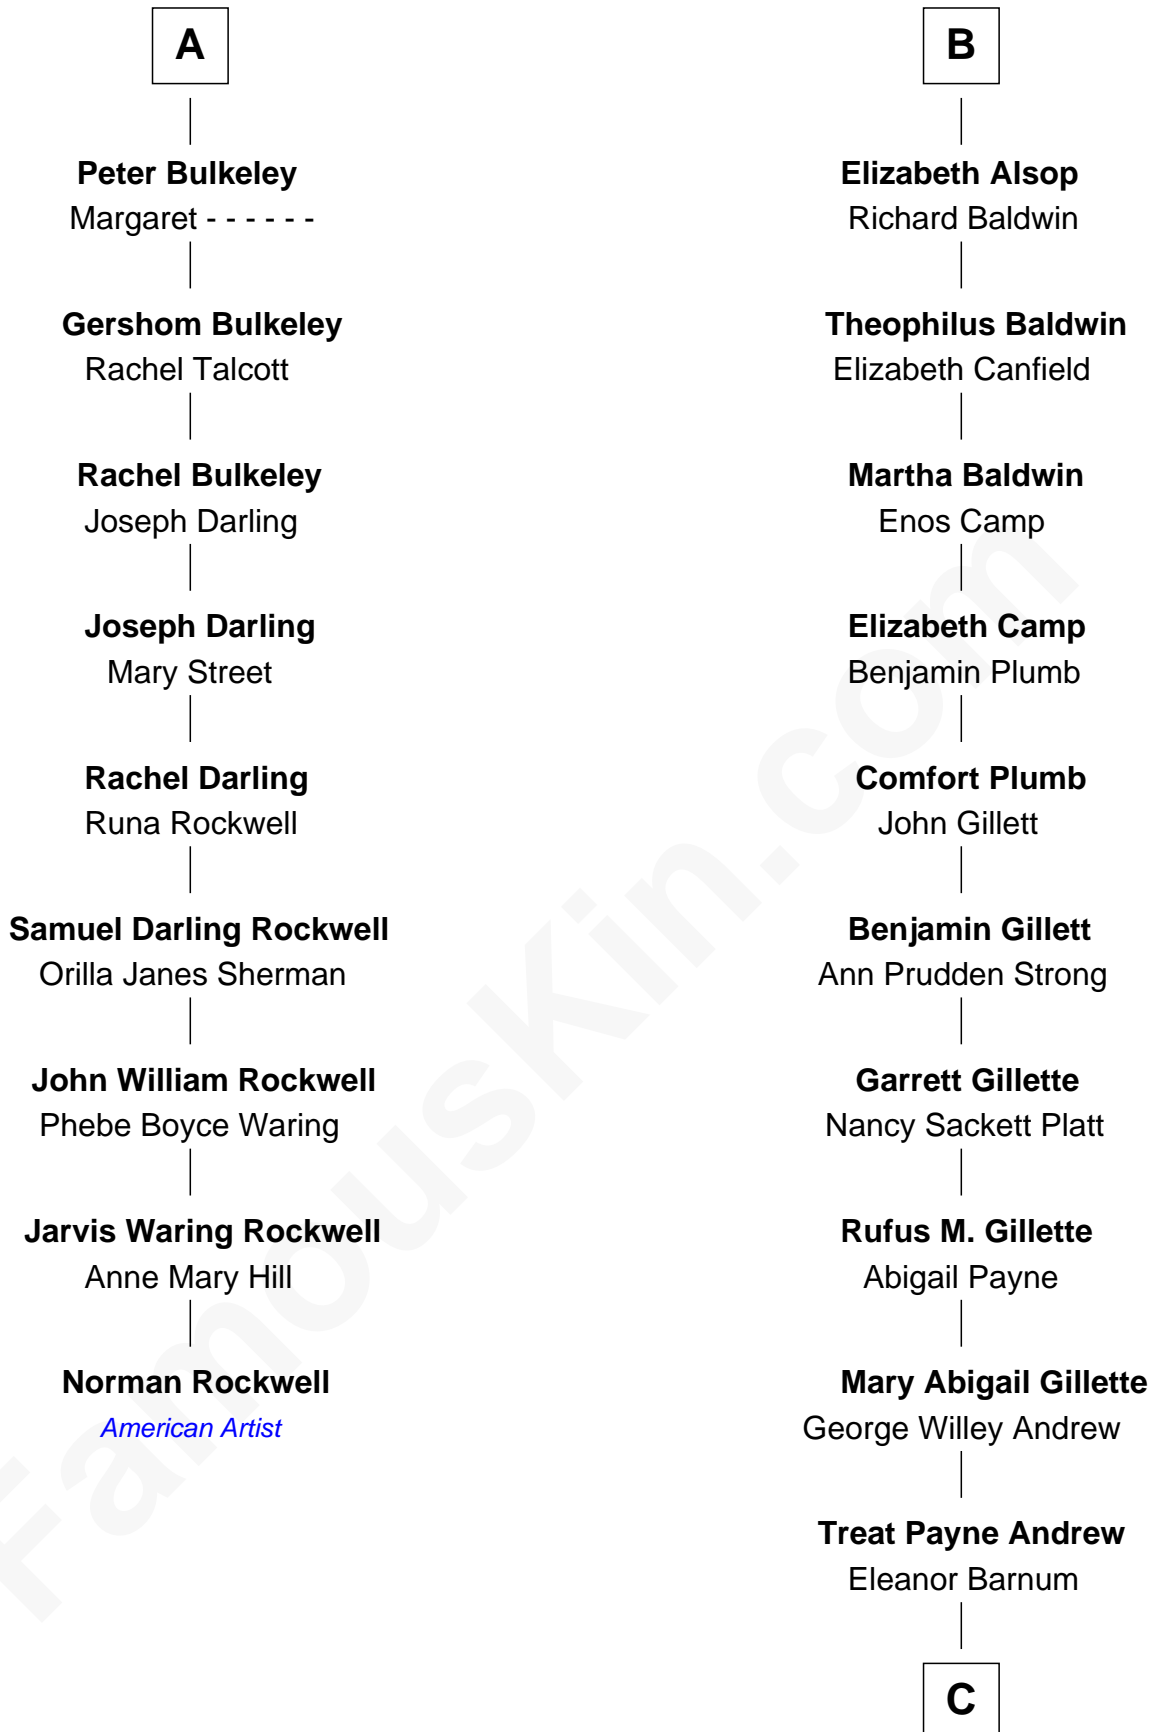 A
Peter Bulkeley
Margaret - - - - - -
Gershom Bulkeley
Rachel Talcott
Rachel Bulkeley
Joseph Darling
Joseph Darling
Mary Street
Rachel Darling
Runa Rockwell
Samuel Darling Rockwell
Orilla Janes Sherman
John William Rockwell
Phebe Boyce Waring
Jarvis Waring Rockwell
Anne Mary Hill
Norman Rockwell
American Artist
B
Elizabeth Alsop
Richard Baldwin
Theophilus Baldwin
Elizabeth Canfield
Martha Baldwin
Enos Camp
Elizabeth Camp
Benjamin Plumb
Comfort Plumb
John Gillett
Benjamin Gillett
Ann Prudden Strong
Garrett Gillette
Nancy Sackett Platt
Rufus M. Gillette
Abigail Payne
Mary Abigail Gillette
George Willey Andrew
Treat Payne Andrew
Eleanor Barnum
C
FamousKin.com